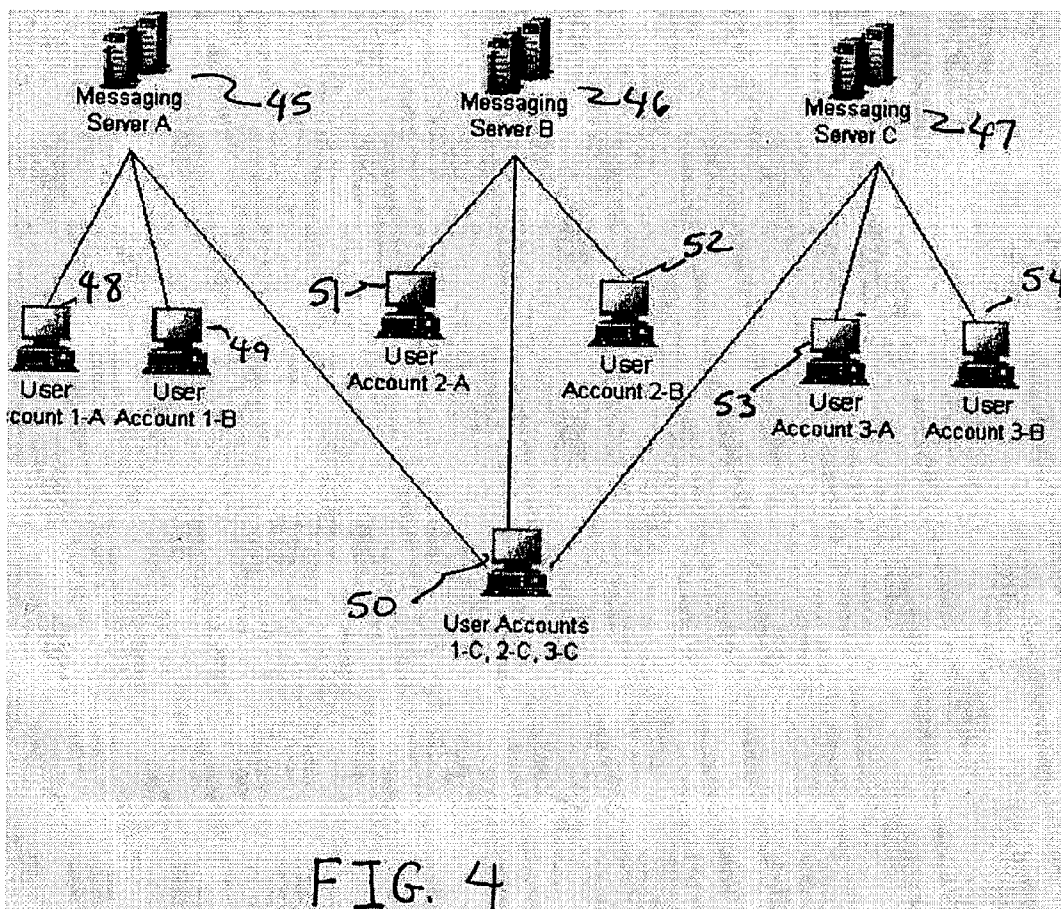 Messaging
Server A
45
Messaging
Server B
46
Messaging
Server C
47
48
User
ccount 1-A
49
User
Account 1-B
51
User
Account 2-A
52
User
Account 2-B
53
User
Account 3-A
54
User
Account 3-B
50
User Accounts
1-C, 2-C, 3-C
FIG. 4